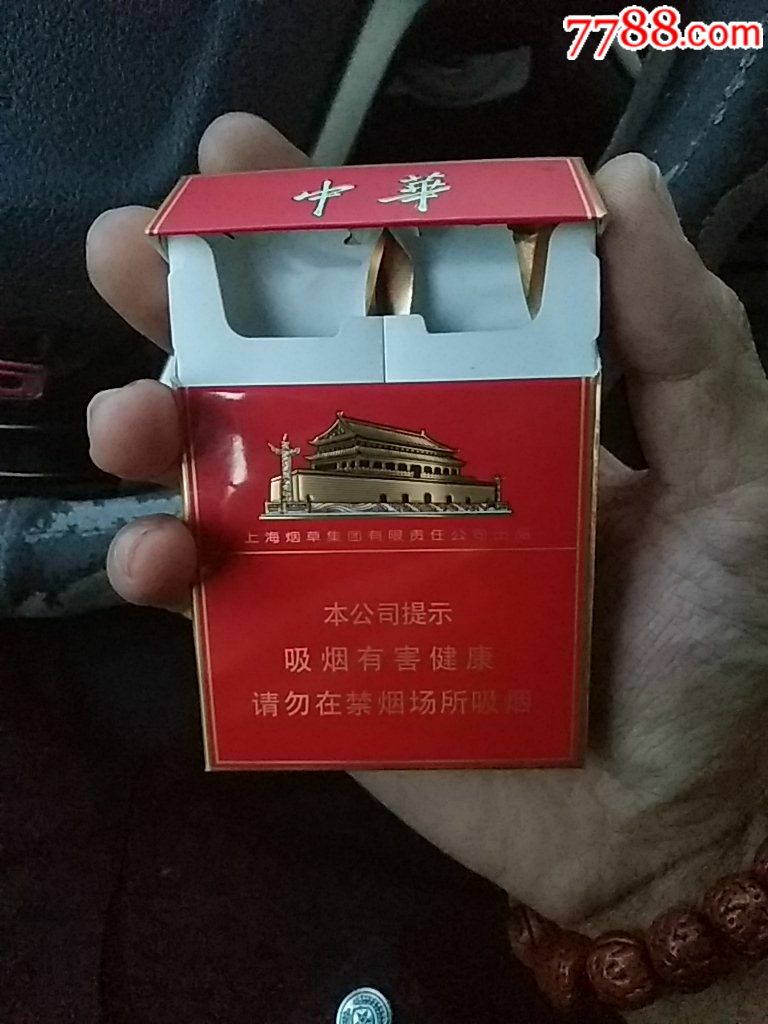 7788.com
中華
上海烟草集团有限责任公司出品
本公司提示
吸烟有害健康
请勿在禁烟场所吸烟